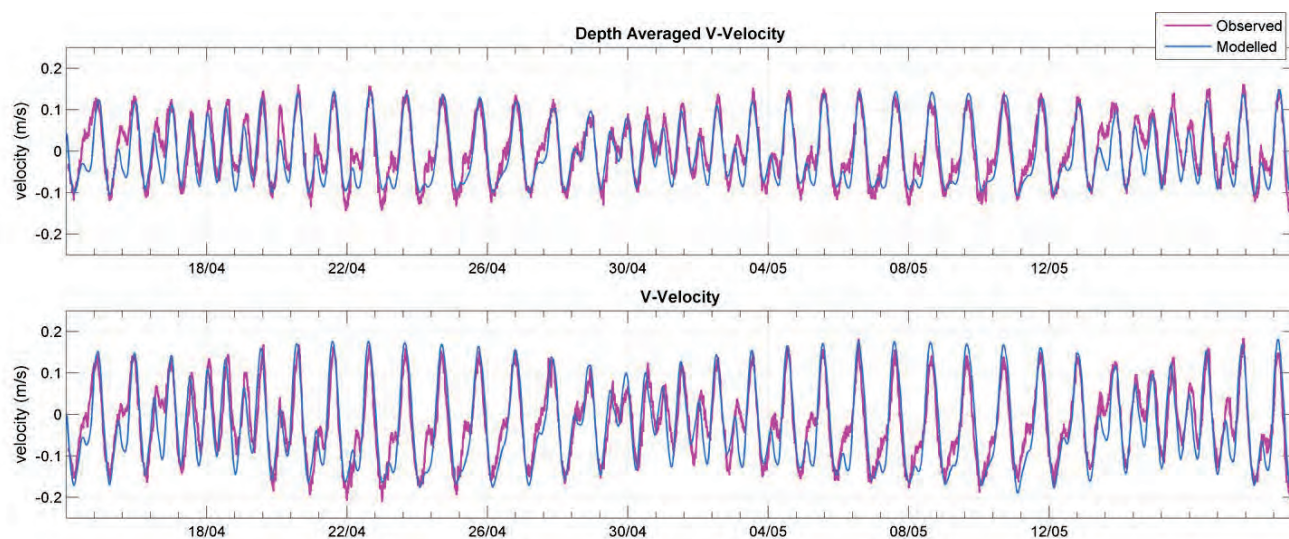 Depth Averaged V-Velocity
Observed
Modelled
velocity (m/s)
0.2
0.1
0
-0.1
-0.2
18/04 22/04 26/04 30/04 04/05 08/05 12/05
V-Velocity
velocity (m/s)
0.2
0.1
0
-0.1
-0.2
18/04 22/04 26/04 30/04 04/05 08/05 12/05